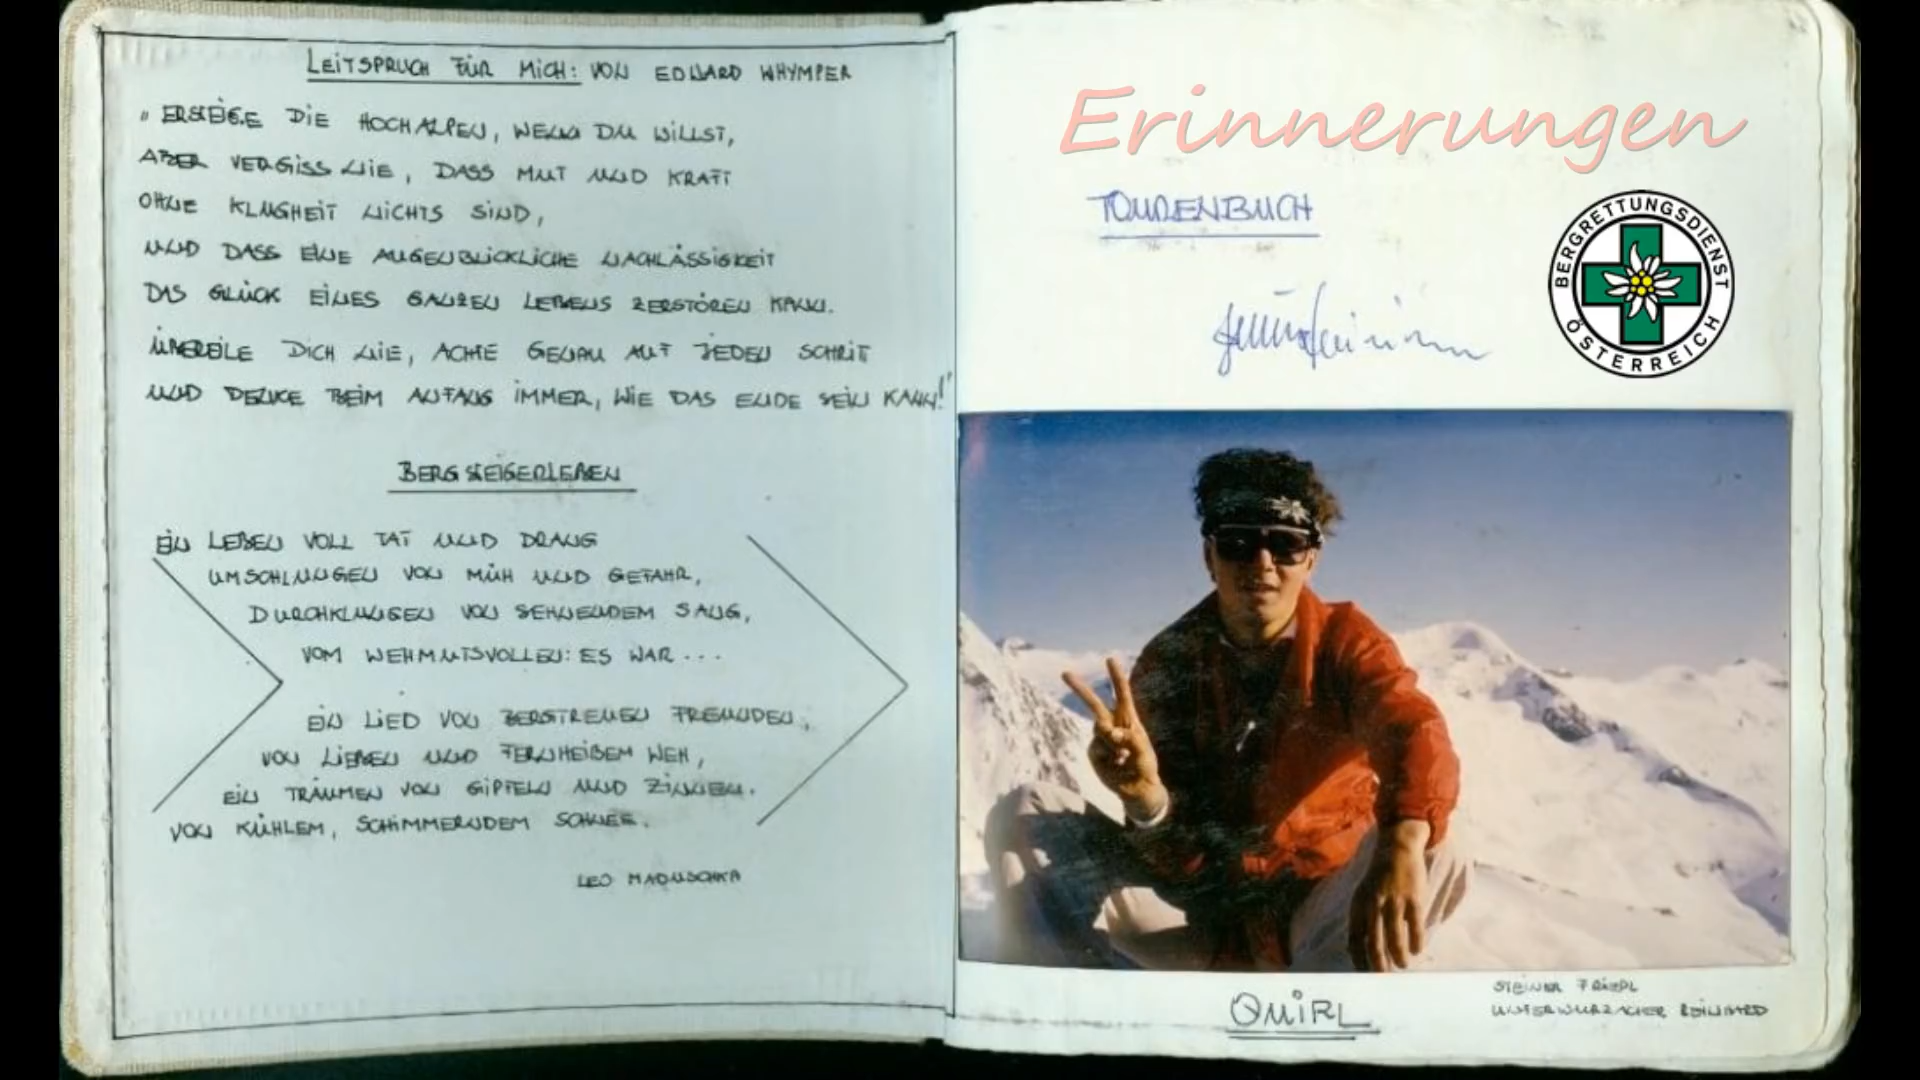 LEITSPRUCH FÜR MICH: VON EDWARD WHYMPER
"ERSTEIGE DIE HOCHALPEN, WENN DU WILLST,
ABER VERGISS NIE, DASS MUT UND KRAFT
OHNE KLUGHEIT NICHTS SIND,
UND DASS EINE AUGENBLICKLICHE NACHLÄSSIGKEIT
DAS GLÜCK EINES GANZEN LEBENS ZERSTÖREN KANN.
ÜBEREILE DICH NIE, ACHTE GENAU AUF JEDEN SCHRITT
UND DENKE BEIM ANFANG IMMER, WIE DAS ENDE SEIN KANN!"
BERGSTEIGERLEBEN
EIN LEBEN VOLL TAT UND DRANG
UMSCHLUNGEN VON MÜH UND GEFAHR,
DURCHKLUNGEN VON SEHNENDEM SANG,
VOM WEHMUTSVOLLEN: ES WAR...
EIN LIED VON BERGTREUEN FREUNDEN,
VON LIEBEN UND FERNHEIßEM WEH,
EIN TRÄUMEN VON GIPFELN UND ZINNEN.
VON KÜHLEM, SCHIMMERNDEM SCHNEE.
LEO MADUSCHKA
Erinnerungen
TOURENBUCH
BERGRETTUNGSDIENST
ÖSTERREICH
QUIRL
STEINER FRIEDL
UNTERWURZACHER REINHARD